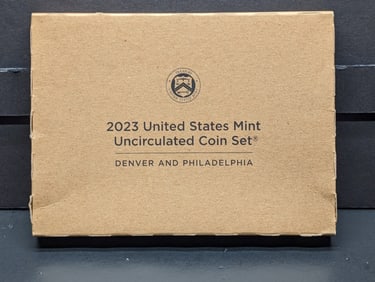 2023 United States Mint
Uncirculated Coin Set®
DENVER AND PHILADELPHIA